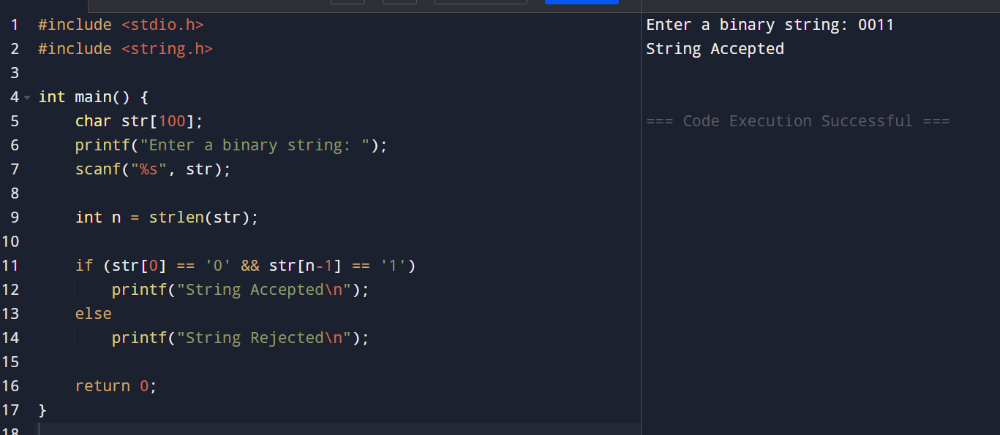 1 #include <stdio.h>
2 #include <string.h>
3
4 int main() {
5     char str[100];
6     printf("Enter a binary string: ");
7     scanf("%s", str);
8
9     int n = strlen(str);
10
11     if (str[0] == '0' && str[n-1] == '1')
12         printf("String Accepted\n");
13     else
14         printf("String Rejected\n");
15
16     return 0;
17 }
18
Enter a binary string: 0011
String Accepted
=== Code Execution Successful ===